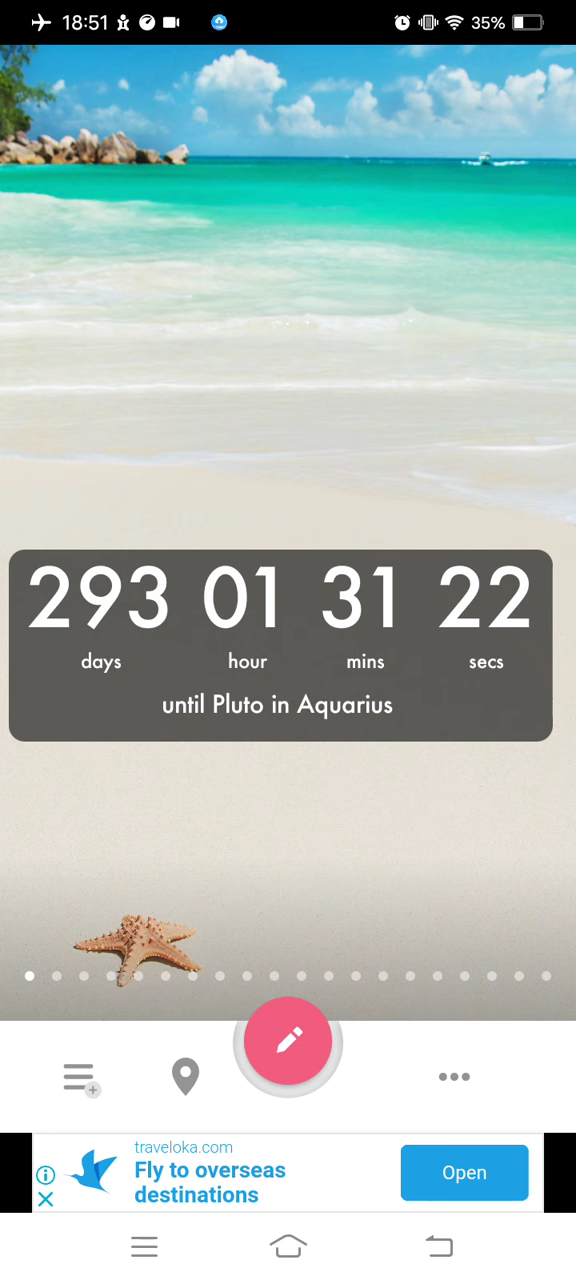 18:51
35%
293 01 31 22
days hour mins secs
until Pluto in Aquarius
traveloka.com
Fly to overseas
destinations
Open